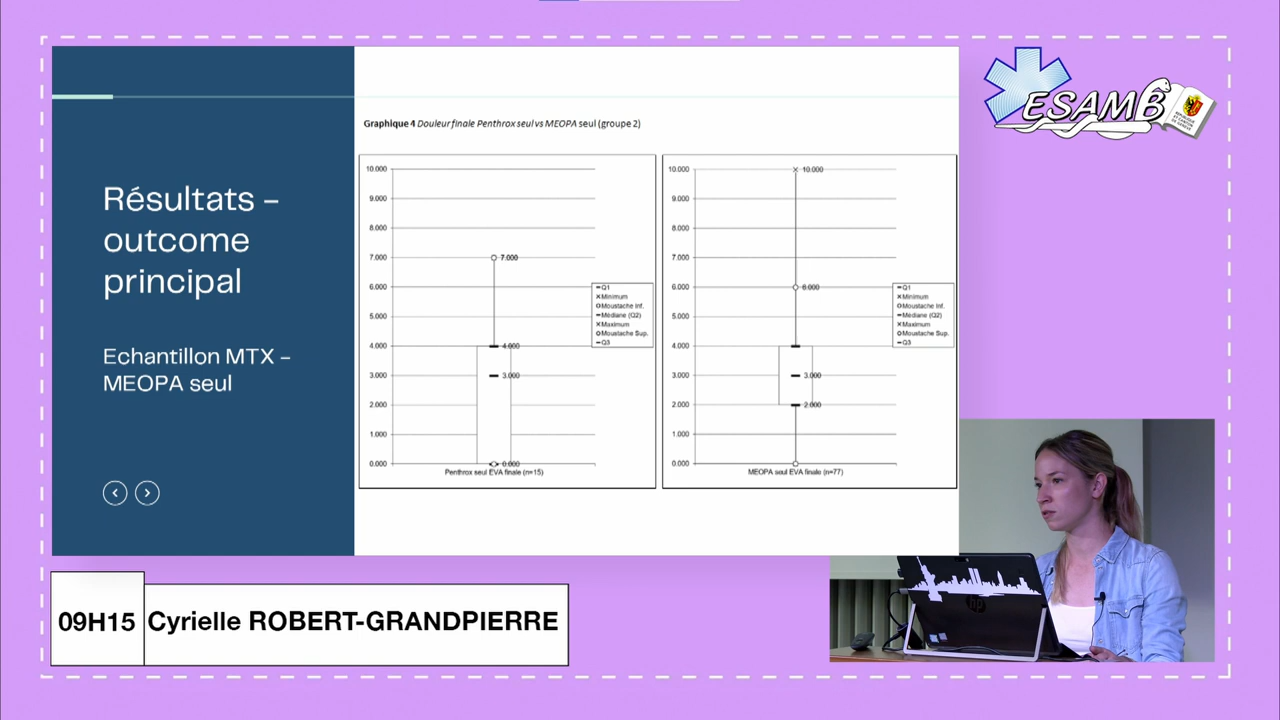 Résultats –
outcome
principal
Echantillon MTX –
MEOPA seul
Graphique 4 Douleur finale Penthrox seul vs MEOPA seul (groupe 2)
10.000
9.000
8.000
7.000
6.000
5.000
4.000
3.000
2.000
1.000
0.000
7.000
4.000
3.000
0.000
Penthrox seul EVA finale (n=15)
Q1
Minimum
Moustache Inf.
Médiane (Q2)
Maximum
Moustache Sup.
Q3
10.000
9.000
8.000
7.000
6.000
5.000
4.000
3.000
2.000
1.000
0.000
10.000
6.000
3.000
2.000
MEOPA seul EVA finale (n=77)
Q1
Minimum
Moustache Inf.
Médiane (Q2)
Maximum
Moustache Sup.
Q3
ESAMB
hp
09H15
Cyrielle ROBERT-GRANDPIERRE